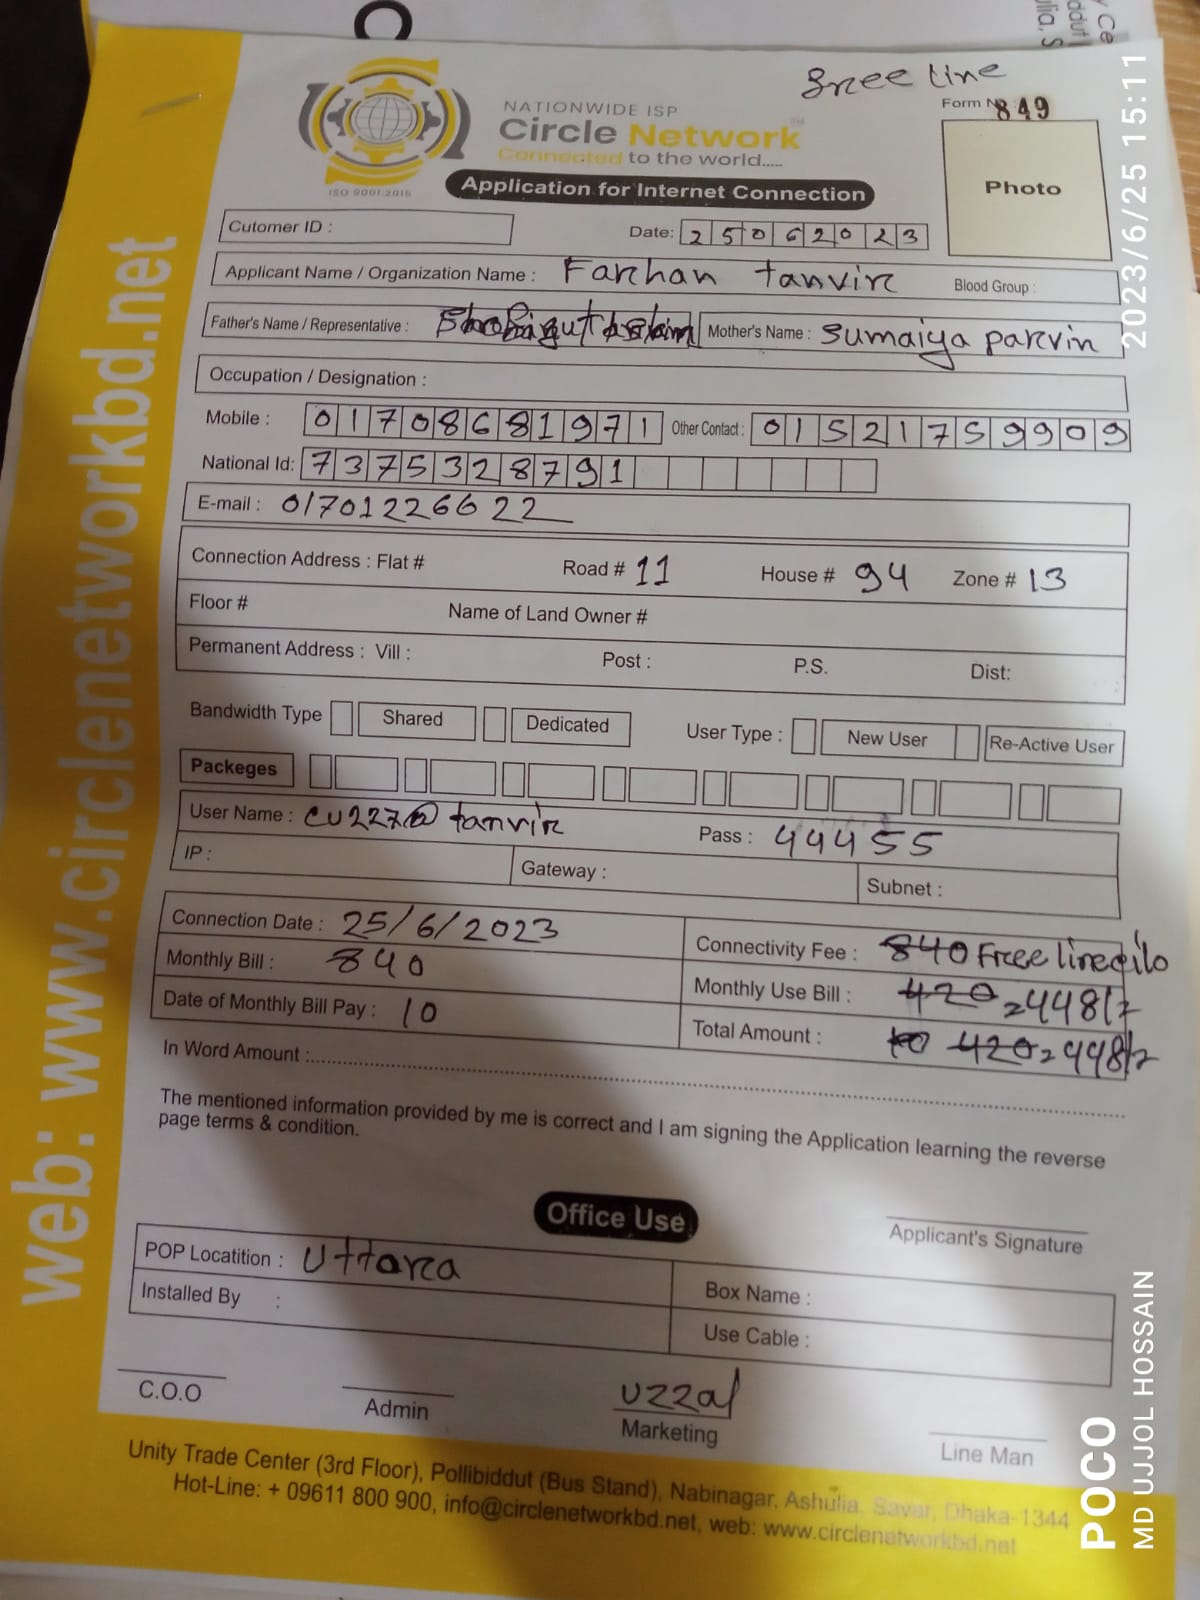 Free Line
NATIONWIDE ISP
Circle Network
Connected to the world.....
ISO 9001:2015
Form № 849
Photo
Application for Internet Connection
Cutomer ID :
Date: 25062023
Applicant Name / Organization Name : Farhan tanvir Blood Group :
Father's Name / Representative : Mother's Name : Sumaiya parvin
Occupation / Designation :
Mobile : 01708681971 Other Contact : 01521759909
National Id: 7375328791
E-mail : 01701226622
Connection Address : Flat # Road # 11 House # 94 Zone # 13
Floor # Name of Land Owner #
Permanent Address : Vill : Post : P.S. Dist:
Bandwidth Type Shared Dedicated User Type : New User Re-Active User
Packeges
User Name : cu227@tanvir Pass : 44455
IP : Gateway : Subnet :
Connection Date : 25/6/2023 Connectivity Fee : 840 Free line
Monthly Bill : 840 Monthly Use Bill : 420 = 448/=
Date of Monthly Bill Pay : 10 Total Amount : 420 = 448/=
In Word Amount :
The mentioned information provided by me is correct and I am signing the Application learning the reverse
page terms & condition.
Applicant's Signature
Office Use
POP Locatition : Uttara Box Name :
Installed By : Use Cable :
C.O.O Admin Uzzal Marketing Line Man
Unity Trade Center (3rd Floor), Pollibiddut (Bus Stand), Nabinagar, Ashulia. Savar, Dhaka-1344
Hot-Line: + 09611 800 900, info@circlenetworkbd.net, web: www.circlenetworkbd.net
web: www.circlenetworkbd.net
2023/6/25 15:11
POCO
MD UJJOL HOSSAIN